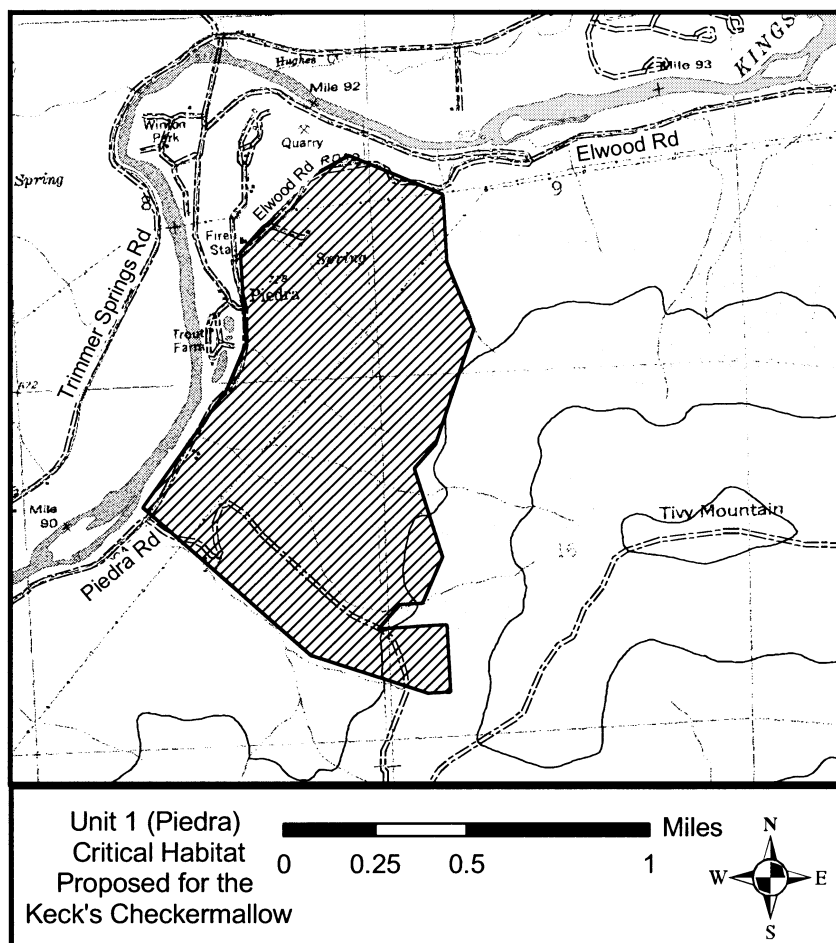 KINGS
Hughes Cr
Mile 93
Mile 92
Winton
Park
Quarry
Elwood Rd
Spring
8
9
Elwood Rd
Fire
Sta
Spring
Trimmer Springs Rd
Piedra
Trout
Farm
Mile
90
Tivy Mountain
16
Piedra Rd
Unit 1 (Piedra)
Critical Habitat
Proposed for the
Keck's Checkermallow
Miles
0 0.25 0.5 1
N
W E
S